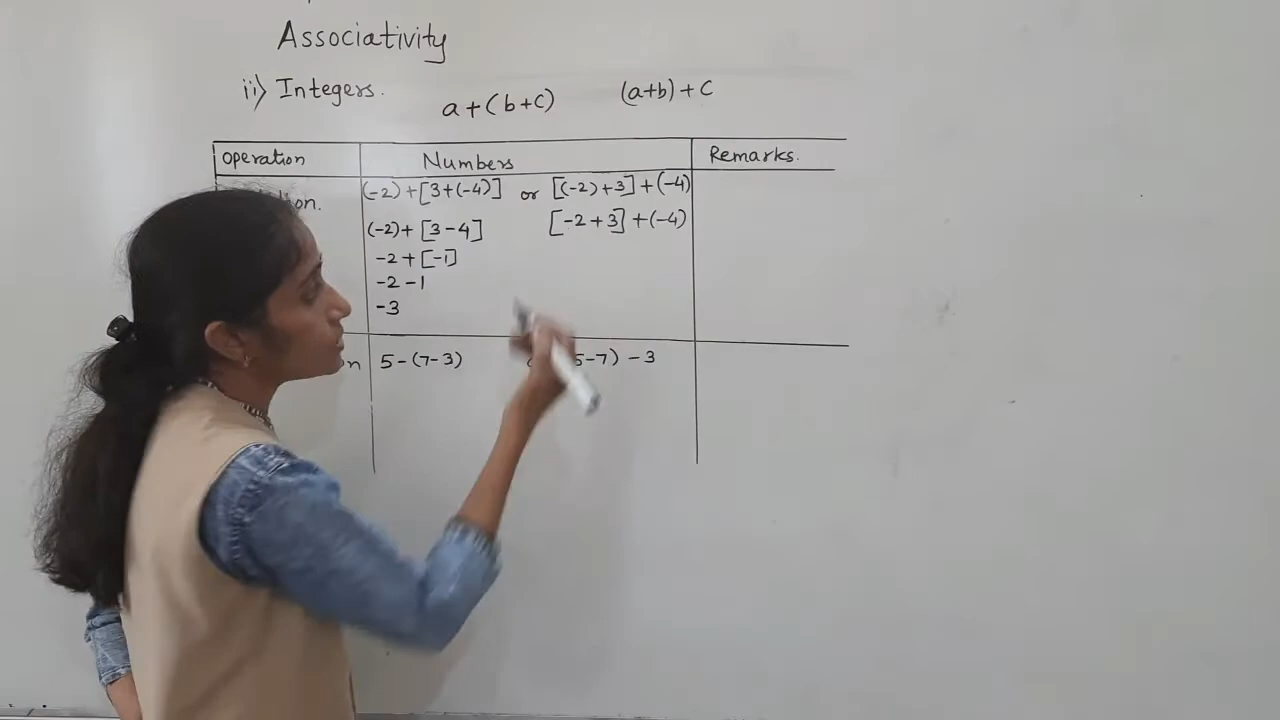 Associativity
ii) Integers.
a+(b+c) (a+b)+c
operation Numbers Remarks.
(-2)+[3+(-4)] or [(-2)+3]+(-4)
(-2)+[3-4] [-2+3]+(-4)
-2+[-1]
-2-1
-3
5-(7-3) 5-7) -3